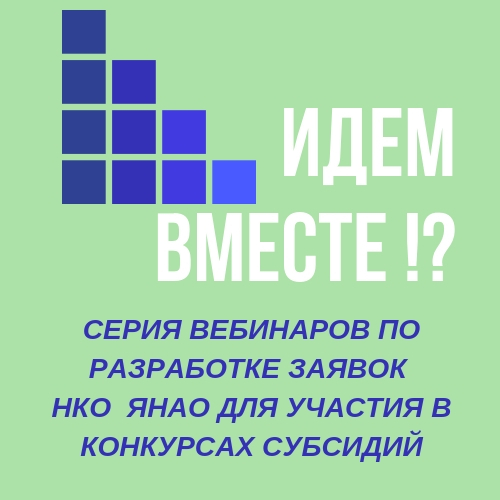 ИДЕМ
ВМЕСТЕ !?
СЕРИЯ ВЕБИНАРОВ ПО
РАЗРАБОТКЕ ЗАЯВОК
НКО ЯНАО ДЛЯ УЧАСТИЯ В
КОНКУРСАХ СУБСИДИЙ